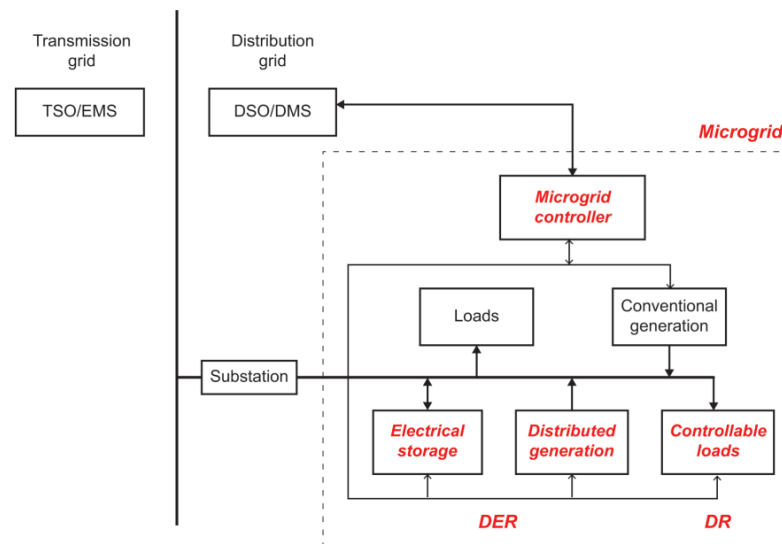 Transmission
grid
Distribution
grid
TSO/EMS
DSO/DMS
Microgrid
Microgrid
controller
Loads
Conventional
generation
Substation
Electrical
storage
Distributed
generation
Controllable
loads
DER
DR